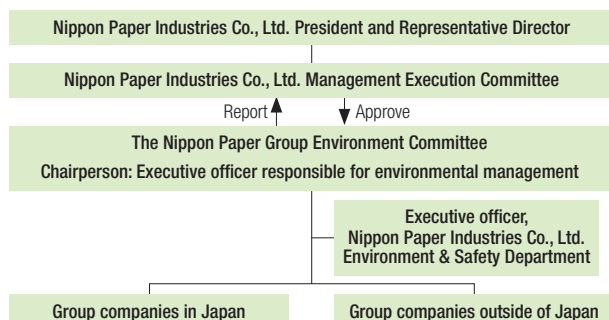 Nippon Paper Industries Co., Ltd. President and Representative Director
Nippon Paper Industries Co., Ltd. Management Execution Committee
Report
Approve
The Nippon Paper Group Environment Committee
Chairperson: Executive officer responsible for environmental management
Executive officer,
Nippon Paper Industries Co., Ltd.
Environment & Safety Department
Group companies in Japan
Group companies outside of Japan